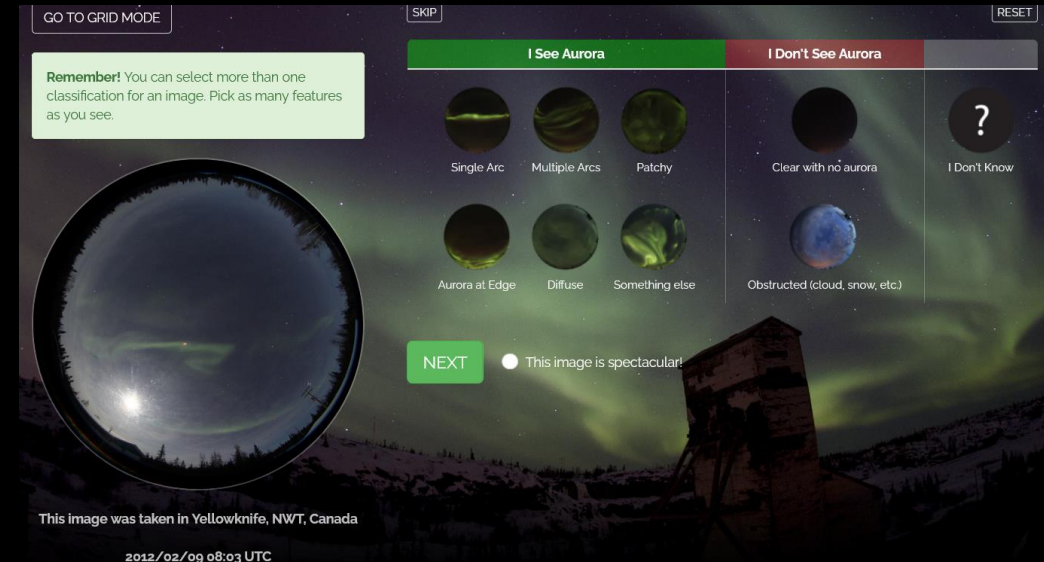 GO TO GRID MODE
Remember! You can select more than one
classification for an image. Pick as many features
as you see.
This image was taken in Yellowknife, NWT, Canada
2012/02/09 08:03 UTC
SKIP
RESET
I See Aurora
I Don't See Aurora
Single Arc
Multiple Arcs
Patchy
Clear with no aurora
?
I Don't Know
Aurora at Edge
Diffuse
Something else
Obstructed (cloud, snow, etc.)
NEXT
This image is spectacular!